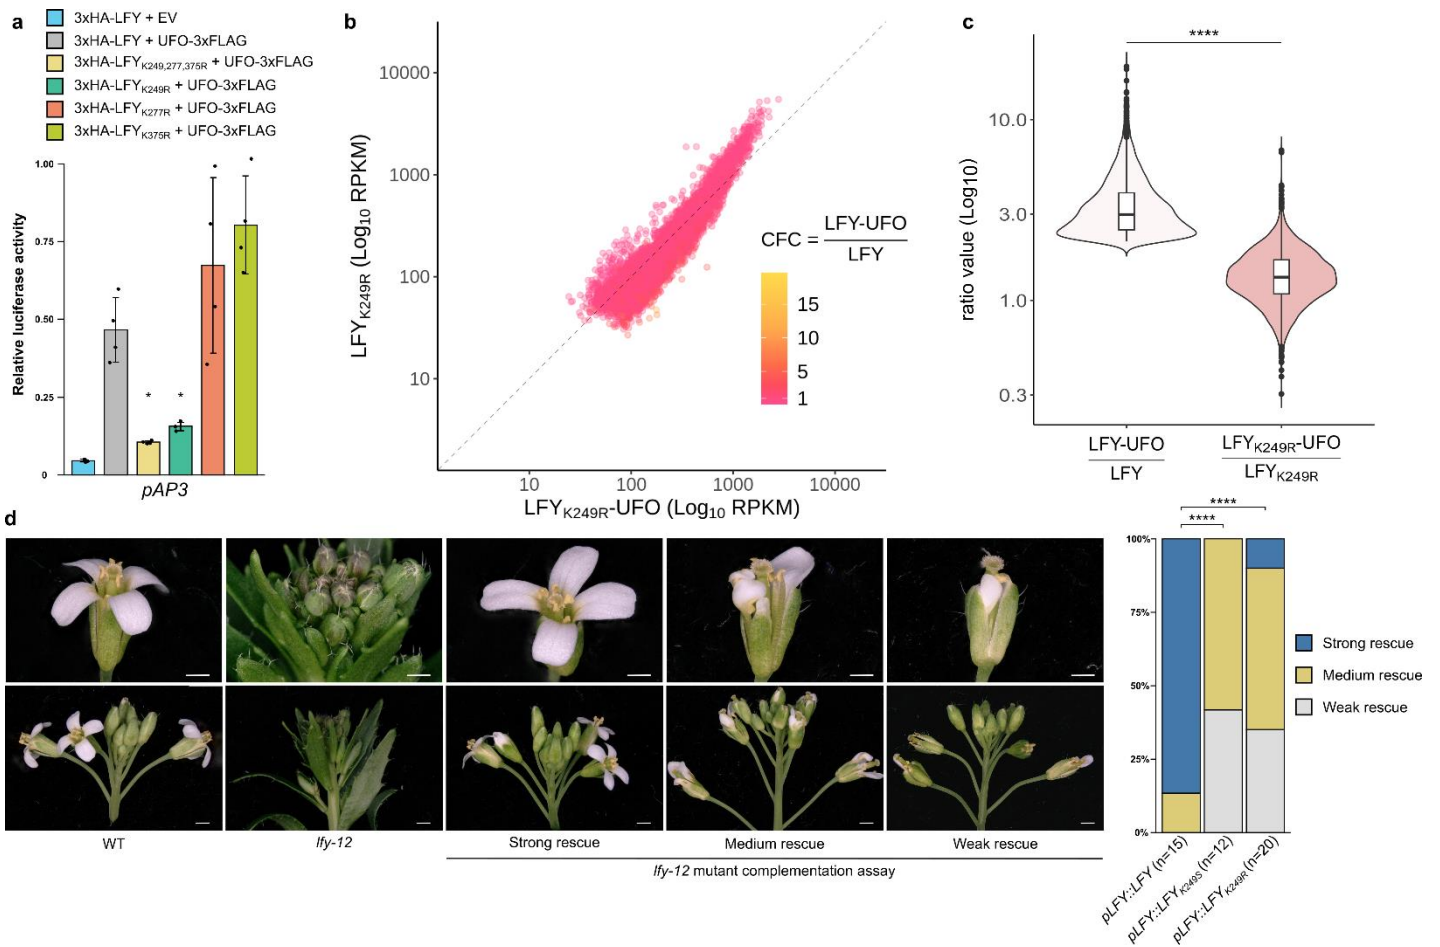 a
3xHA-LFY + EV
3xHA-LFY + UFO-3xFLAG
3xHA-LFYK249,277,375R + UFO-3xFLAG
3xHA-LFYK249R + UFO-3xFLAG
3xHA-LFYK277R + UFO-3xFLAG
3xHA-LFYK375R + UFO-3xFLAG
Relative luciferase activity
1.00
0.75
0.50
0.25
0
* *
pAP3
b
LFYK249R (Log10 RPKM)
10000
1000
100
10
10 100 1000 10000
LFYK249R-UFO (Log10 RPKM)
CFC = LFY-UFO
LFY
15
10
5
1
c
****
ratio value (Log10)
10.0
3.0
1.0
0.3
LFY-UFO
LFY
LFYK249R-UFO
LFYK249R
d
WT
lfy-12
Strong rescue
Medium rescue
Weak rescue
lfy-12 mutant complementation assay
****
****
100%
75%
50%
25%
0%
pLFY::LFY (n=15)
pLFY::LFYK249S (n=12)
pLFY::LFYK249R (n=20)
Strong rescue
Medium rescue
Weak rescue